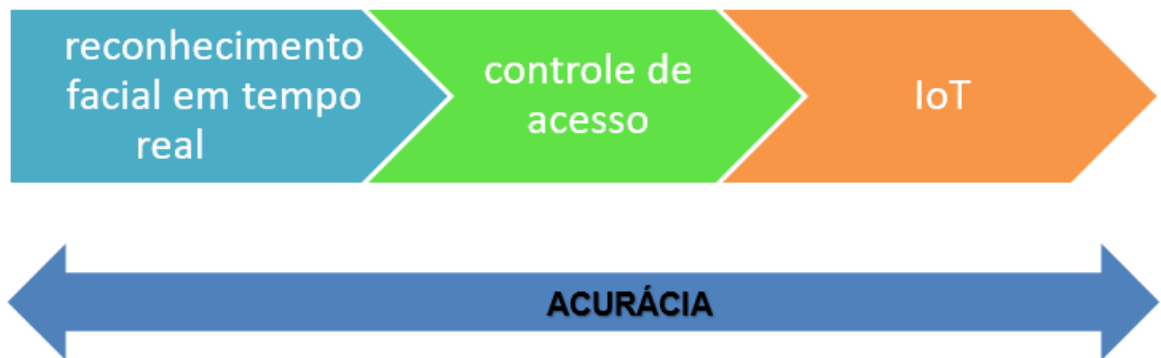 reconhecimento
facial em tempo
real
controle de
acesso
IoT
ACURÁCIA